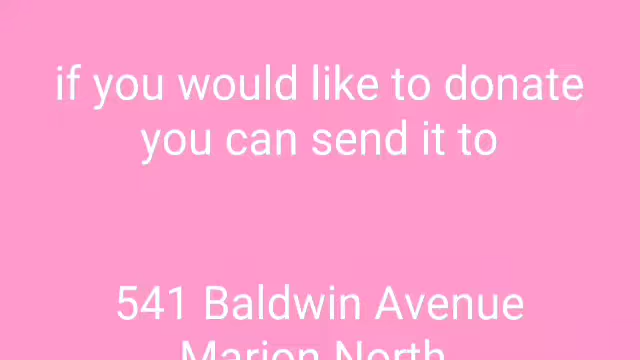 if you would like to donate
you can send it to
541 Baldwin Avenue
Marion North